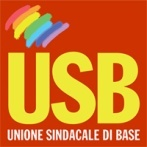 USB
UNIONE SINDACALE DI BASE